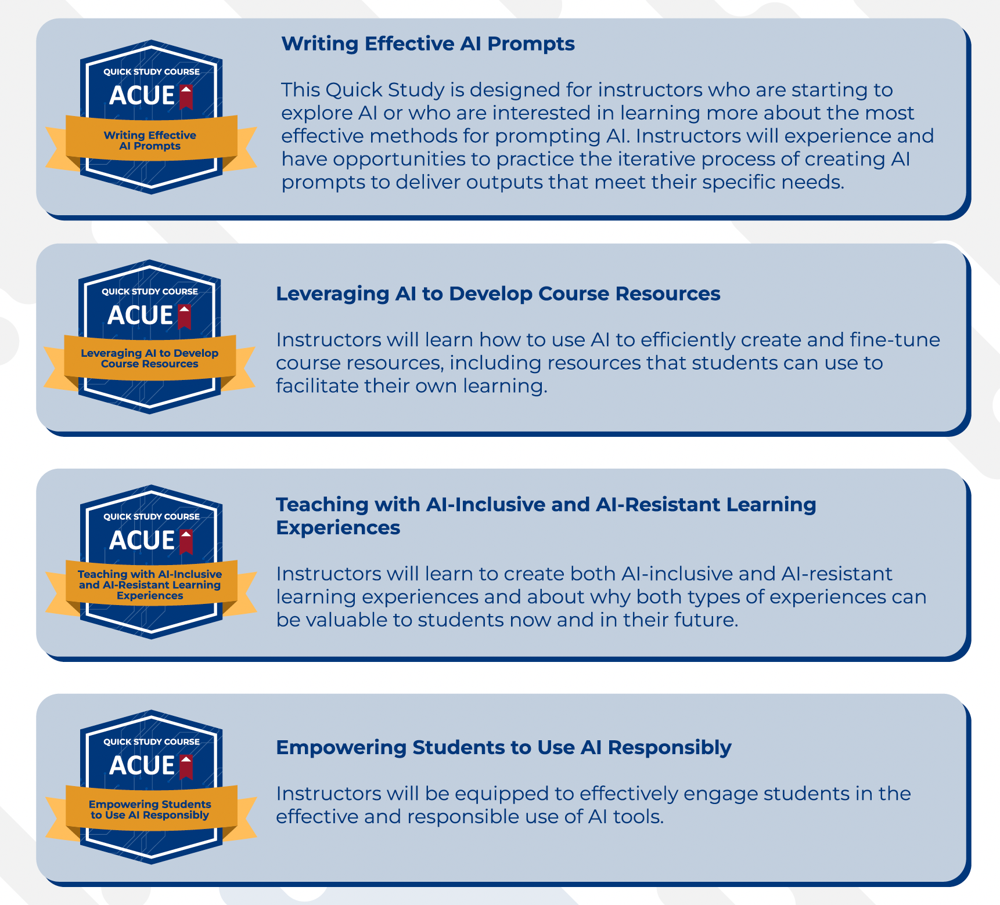 QUICK STUDY COURSE
ACUE
Writing Effective
AI Prompts
Writing Effective AI Prompts
This Quick Study is designed for instructors who are starting to
explore AI or who are interested in learning more about the most
effective methods for prompting AI. Instructors will experience and
have opportunities to practice the iterative process of creating AI
prompts to deliver outputs that meet their specific needs.
QUICK STUDY COURSE
ACUE
Leveraging AI to Develop
Course Resources
Leveraging AI to Develop Course Resources
Instructors will learn how to use AI to efficiently create and fine-tune
course resources, including resources that students can use to
facilitate their own learning.
QUICK STUDY COURSE
ACUE
Teaching with AI-Inclusive
and AI-Resistant Learning
Experiences
Teaching with AI-Inclusive and AI-Resistant Learning
Experiences
Instructors will learn to create both AI-inclusive and AI-resistant
learning experiences and about why both types of experiences can
be valuable to students now and in their future.
QUICK STUDY COURSE
ACUE
Empowering Students
to Use AI Responsibly
Empowering Students to Use AI Responsibly
Instructors will be equipped to effectively engage students in the
effective and responsible use of AI tools.